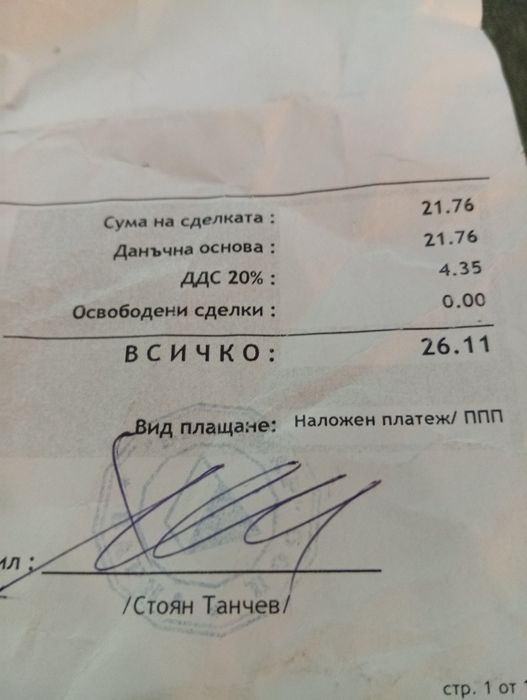 Сума на сделката : 21.76
Данъчна основа : 21.76
ДДС 20% : 4.35
Освободени сделки : 0.00
ВСИЧКО: 26.11
Вид плащане: Наложен платеж/ ППП
ил :
/Стоян Танчев/
стр. 1 от